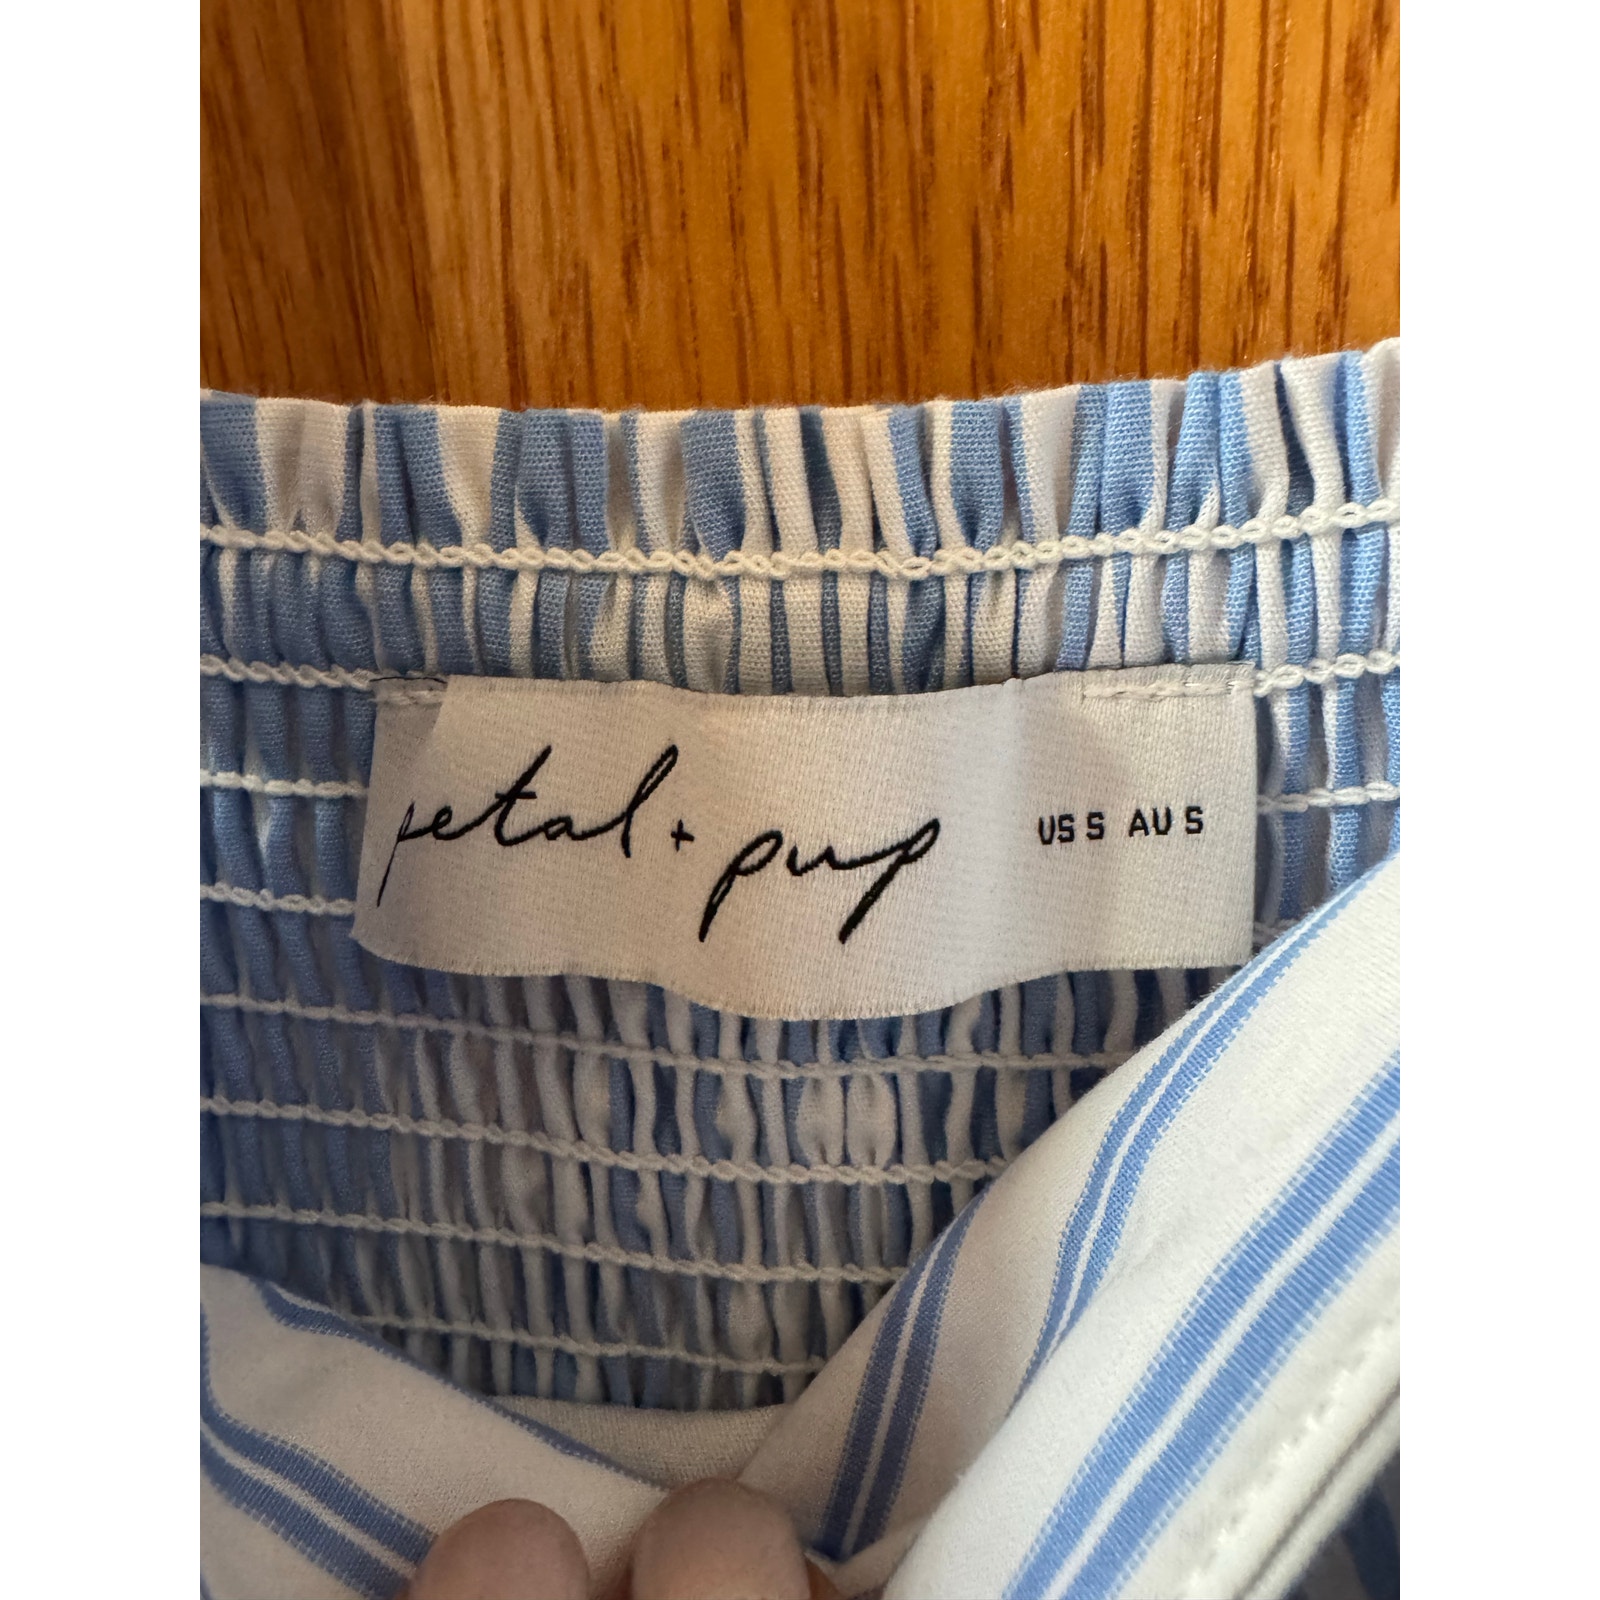 petal + pup US S AU S